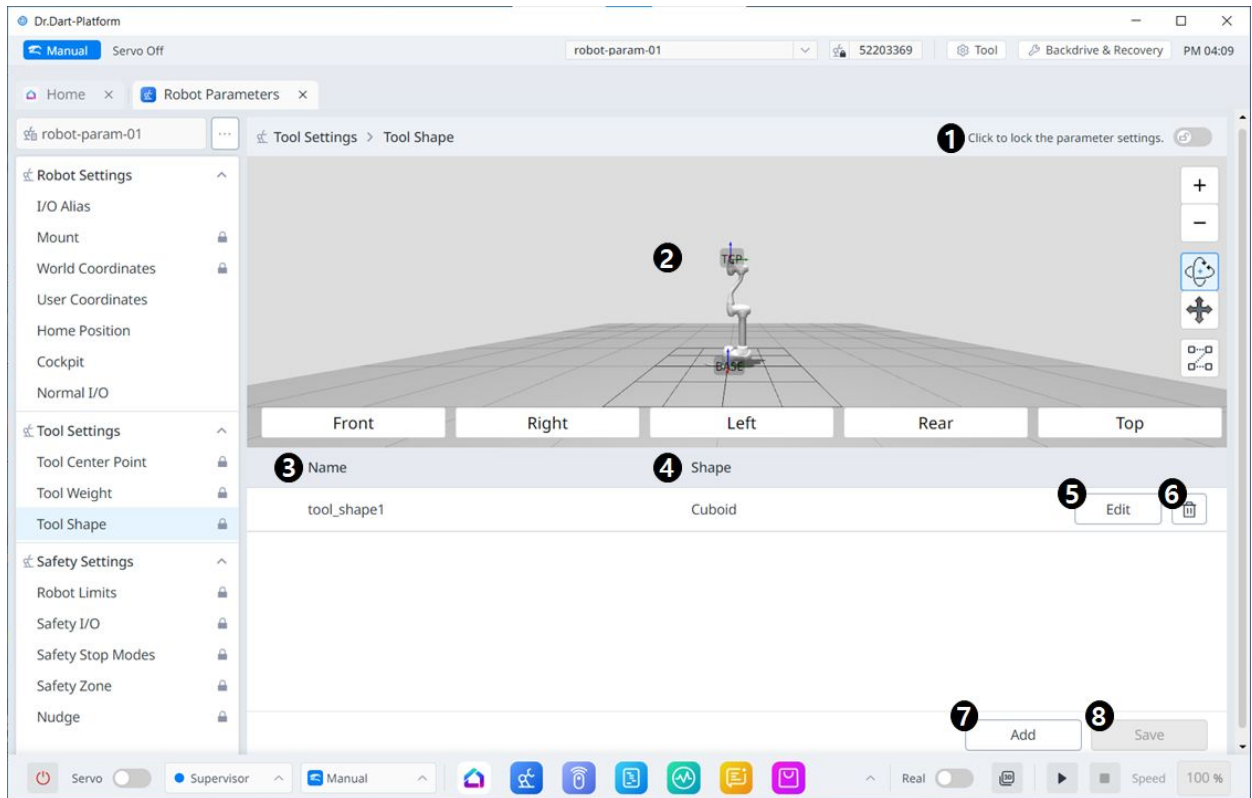 Dr.Dart-Platform
Manual Servo Off robot-param-01 52203369 Tool Backdrive & Recovery PM 04:09
Home × Robot Parameters ×
robot-param-01 ... Tool Settings > Tool Shape 1 Click to lock the parameter settings.
Robot Settings
I/O Alias
Mount
World Coordinates
User Coordinates
Home Position
Cockpit
Normal I/O
Tool Settings
Tool Center Point
Tool Weight
Tool Shape
Safety Settings
Robot Limits
Safety I/O
Safety Stop Modes
Safety Zone
Nudge
+
−
2 TCP
BASE
Front Right Left Rear Top
3 Name 4 Shape
tool_shape1 Cuboid 5 Edit 6
7 Add 8 Save
Servo Supervisor Manual Real 3D Speed 100 %